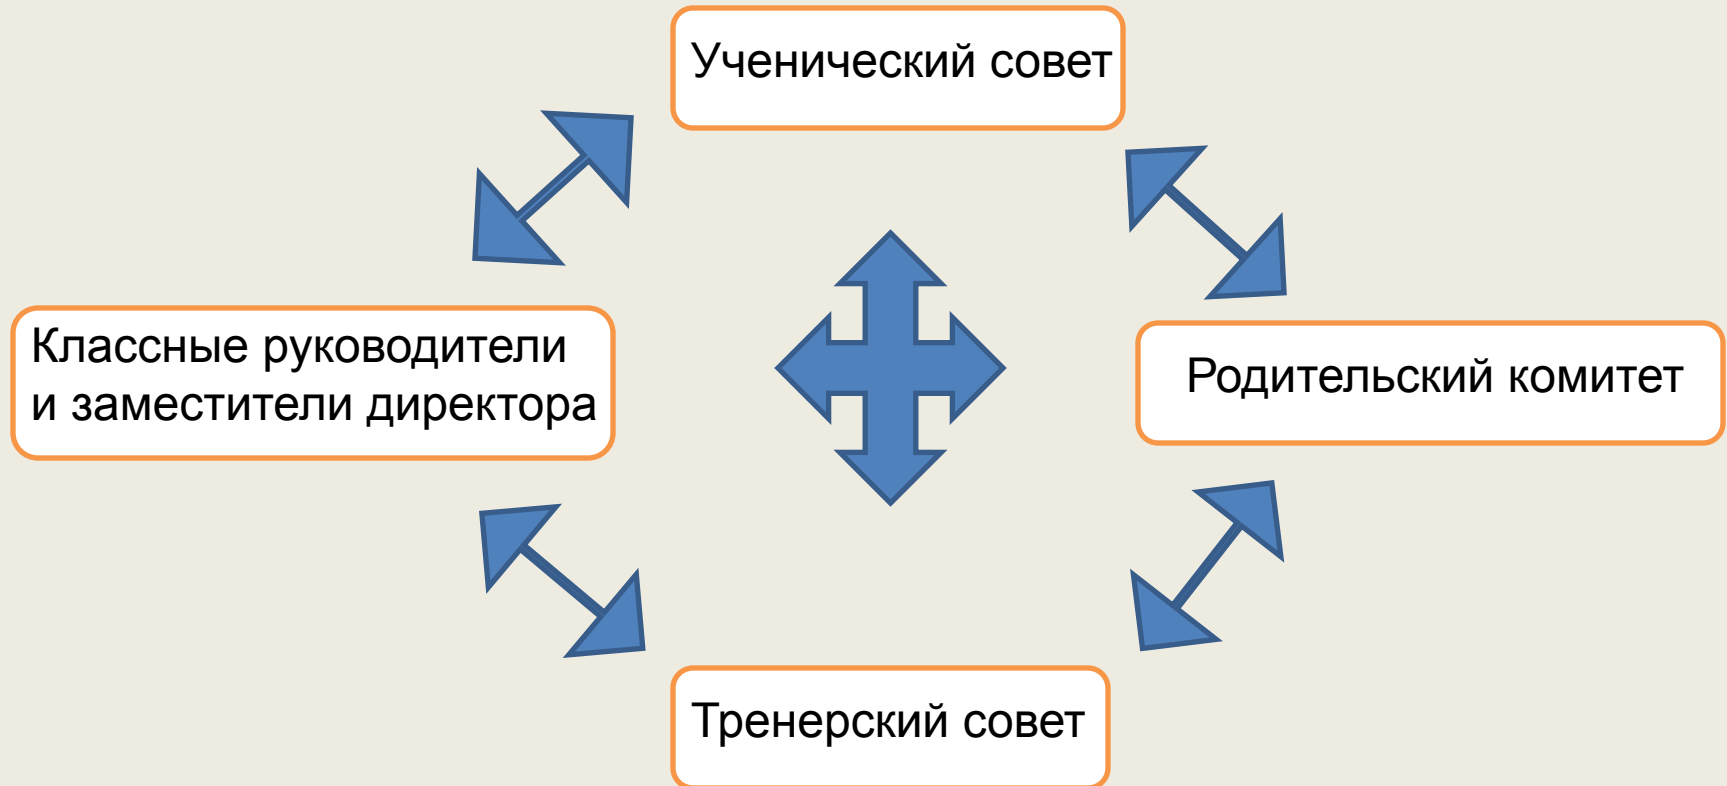 Ученический совет
Классные руководители
и заместители директора
Родительский комитет
Тренерский совет